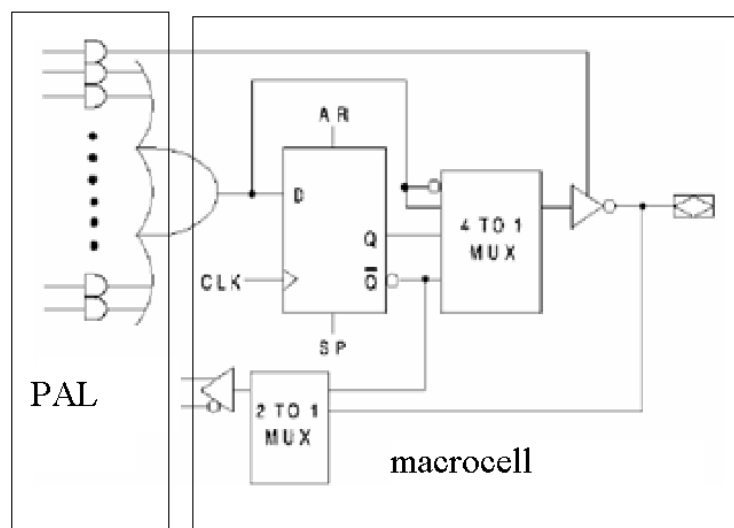 AR
D
Q
CLK
Q̅
4 TO 1
MUX
SP
PAL
2 TO 1
MUX
macrocell